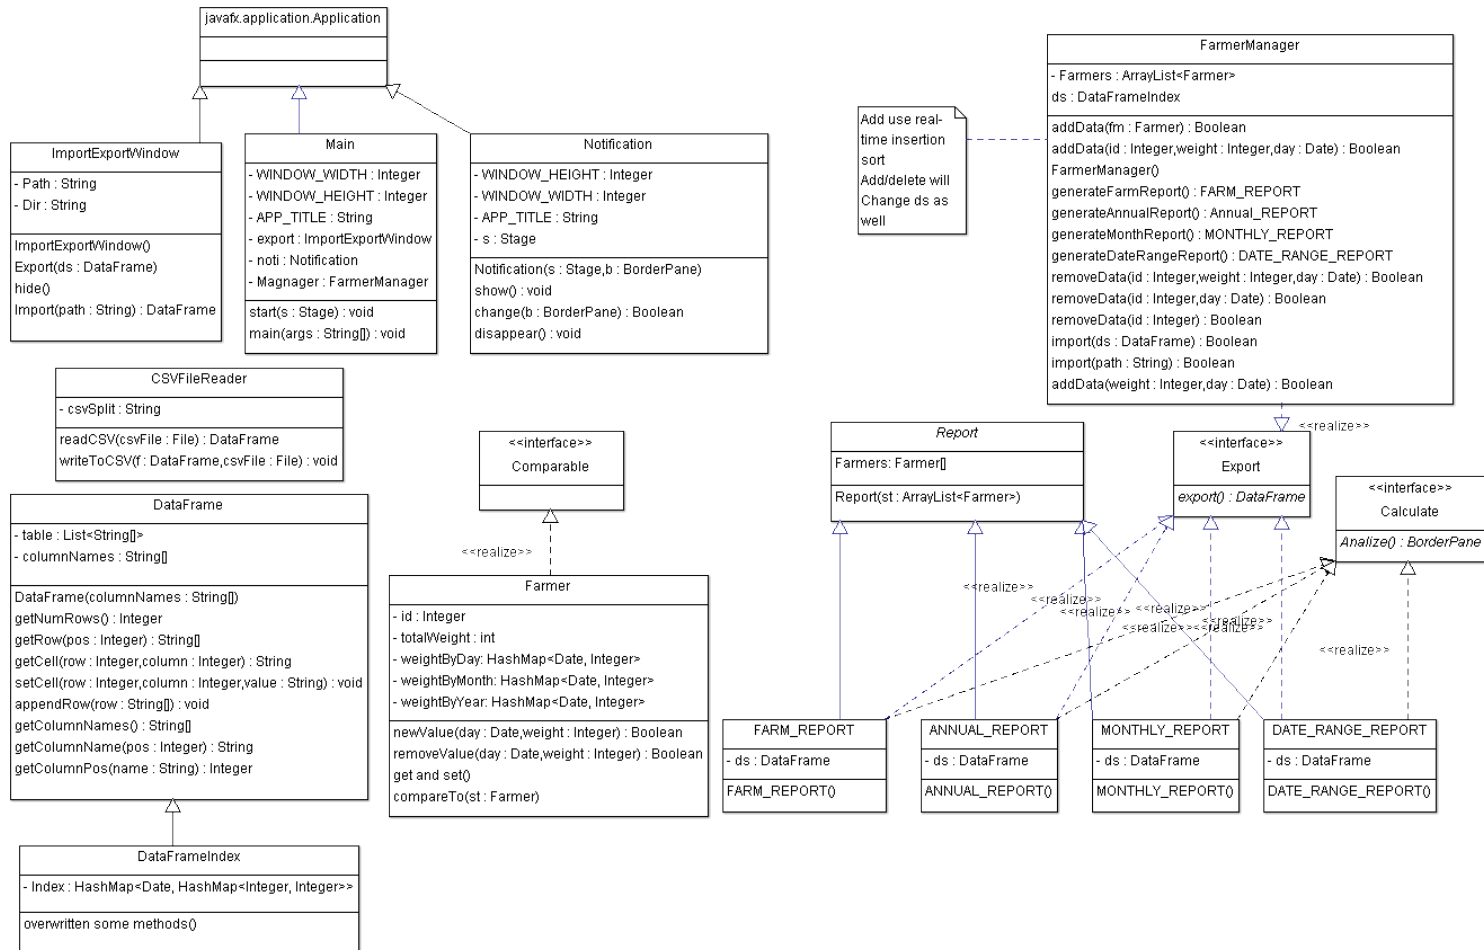 javafx.application.Application
ImportExportWindow
- Path : String
- Dir : String
ImportExportWindow()
Export(ds : DataFrame)
hide()
Import(path : String) : DataFrame
Main
- WINDOW_WIDTH : Integer
- WINDOW_HEIGHT : Integer
- APP_TITLE : String
- export : ImportExportWindow
- noti : Notification
- Magnager : FarmerManager
start(s : Stage) : void
main(args : String[]) : void
Notification
- WINDOW_HEIGHT : Integer
- WINDOW_WIDTH : Integer
- APP_TITLE : String
- s : Stage
Notification(s : Stage,b : BorderPane)
show() : void
change(b : BorderPane) : Boolean
disappear() : void
Add use real-
time insertion
sort
Add/delete will
Change ds as
well
FarmerManager
- Farmers : ArrayList<Farmer>
ds : DataFrameIndex
addData(fm : Farmer) : Boolean
addData(id : Integer,weight : Integer,day : Date) : Boolean
FarmerManager()
generateFarmReport() : FARM_REPORT
generateAnnualReport() : Annual_REPORT
generateMonthReport() : MONTHLY_REPORT
generateDateRangeReport() : DATE_RANGE_REPORT
removeData(id : Integer,weight : Integer,day : Date) : Boolean
removeData(id : Integer,day : Date) : Boolean
removeData(id : Integer) : Boolean
import(ds : DataFrame) : Boolean
import(path : String) : Boolean
addData(weight : Integer,day : Date) : Boolean
CSVFileReader
- csvSplit : String
readCSV(csvFile : File) : DataFrame
writeToCSV(f : DataFrame,csvFile : File) : void
DataFrame
- table : List<String[]>
- columnNames : String[]
DataFrame(columnNames : String[])
getNumRows() : Integer
getRow(pos : Integer) : String[]
getCell(row : Integer,column : Integer) : String
setCell(row : Integer,column : Integer,value : String) : void
appendRow(row : String[]) : void
getColumnNames() : String[]
getColumnName(pos : Integer) : String
getColumnPos(name : String) : Integer
DataFrameIndex
- Index : HashMap<Date, HashMap<Integer, Integer>>
overwritten some methods()
<<interface>>
Comparable
<<realize>>
Farmer
- id : Integer
- totalWeight : int
- weightByDay: HashMap<Date, Integer>
- weightByMonth: HashMap<Date, Integer>
- weightByYear: HashMap<Date, Integer>
newValue(day : Date,weight : Integer) : Boolean
removeValue(day : Date,weight : Integer) : Boolean
get and set()
compareTo(st : Farmer)
Report
Farmers: Farmer[]
Report(st : ArrayList<Farmer>)
<<realize>>
<<interface>>
Export
export() : DataFrame
<<interface>>
Calculate
Analize() : BorderPane
<<realize>>
<<realize>>
<<realize>>
<<realize>>
<<realize>>
<<realize>>
<<realize>>
FARM_REPORT
- ds : DataFrame
FARM_REPORT()
ANNUAL_REPORT
- ds : DataFrame
ANNUAL_REPORT()
MONTHLY_REPORT
- ds : DataFrame
MONTHLY_REPORT()
DATE_RANGE_REPORT
- ds : DataFrame
DATE_RANGE_REPORT()